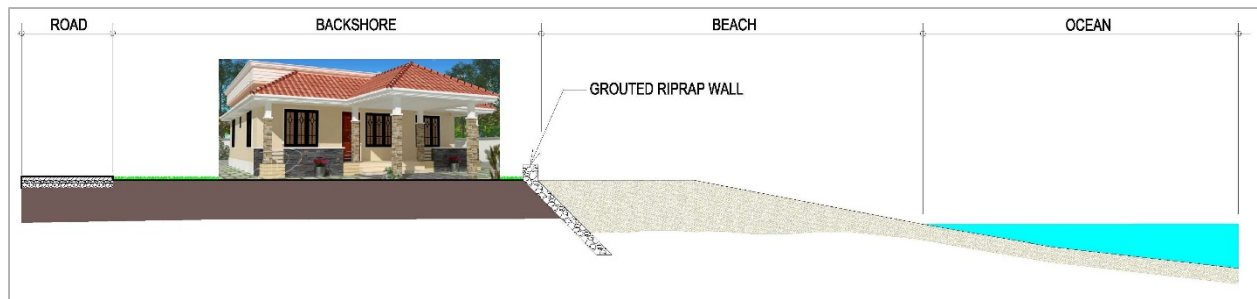 ROAD
BACKSHORE
BEACH
OCEAN
GROUTED RIPRAP WALL